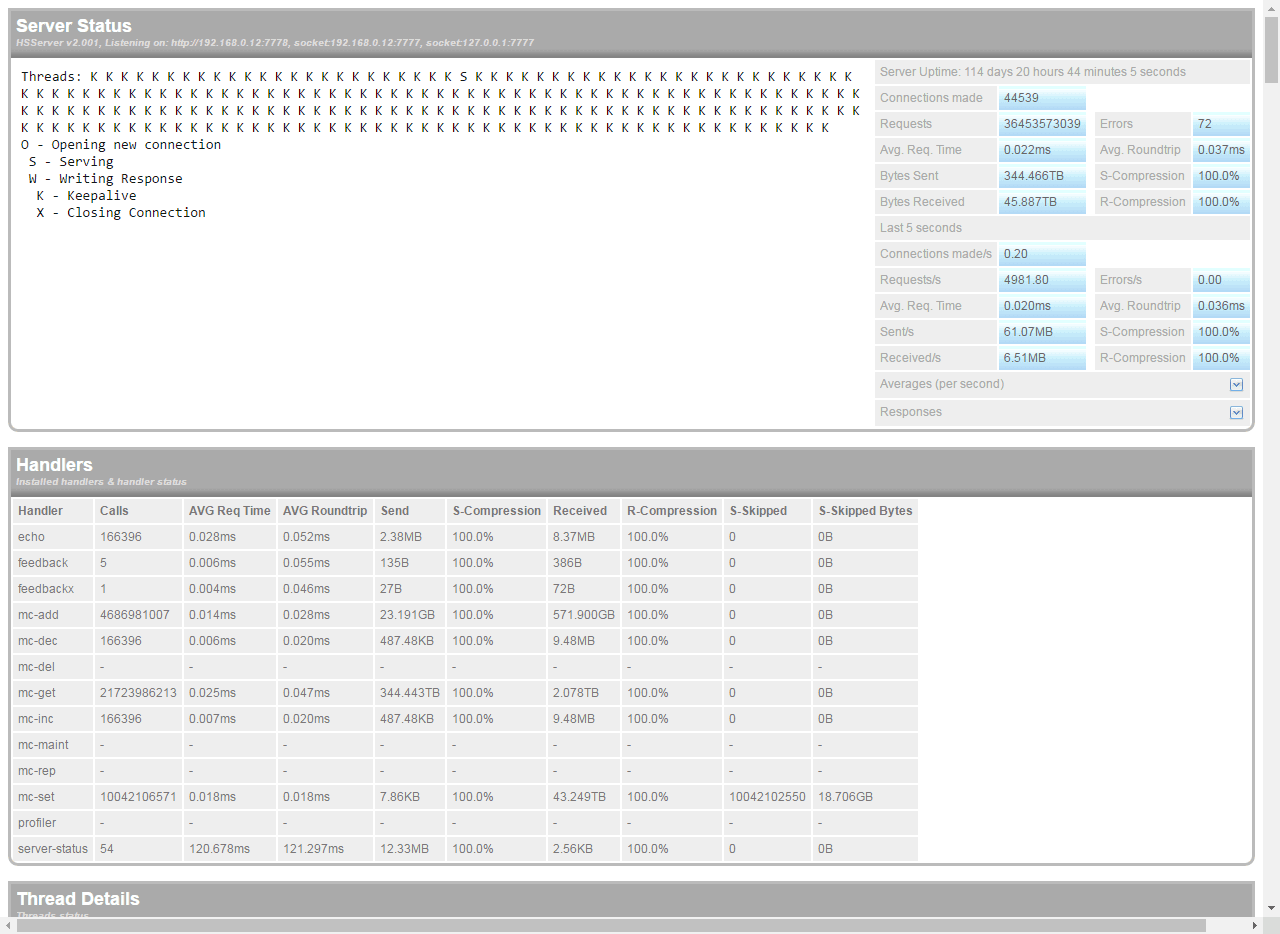 Server Status
HSServer v2.001, Listening on: http://192.168.0.12:7778, socket:192.168.0.12:7777, socket:127.0.0.1:7777
Threads: K K K K K K K K K K K K K K K K K K K K K K K K S K K K K K K K K K K K K K K K K K K K K K K K K K
K K K K K K K K K K K K K K K K K K K K K K K K K K K K K K K K K K K K K K K K K K K K K K K K K K K K K K K
K K K K K K K K K K K K K K K K K K K K K K K K K K K K K K K K K K K K K K K K K K K K K K K K K K K K K K K
K K K K K K K K K K K K K K K K K K K K K K K K K K K K K K K K K K K K K K K K K K K K K K K K K K K K K
O - Opening new connection
S - Serving
W - Writing Response
K - Keepalive
X - Closing Connection
Server Uptime: 114 days 20 hours 44 minutes 5 seconds
Connections made 44539
Requests 36453573039 Errors 72
Avg. Req. Time 0.022ms Avg. Roundtrip 0.037ms
Bytes Sent 344.466TB S-Compression 100.0%
Bytes Received 45.887TB R-Compression 100.0%
Last 5 seconds
Connections made/s 0.20
Requests/s 4981.80 Errors/s 0.00
Avg. Req. Time 0.020ms Avg. Roundtrip 0.036ms
Sent/s 61.07MB S-Compression 100.0%
Received/s 6.51MB R-Compression 100.0%
Averages (per second)
Responses
Handlers
Installed handlers & handler status
Handler Calls AVG Req Time AVG Roundtrip Send S-Compression Received R-Compression S-Skipped S-Skipped Bytes
echo 166396 0.028ms 0.052ms 2.38MB 100.0% 8.37MB 100.0% 0 0B
feedback 5 0.006ms 0.055ms 135B 100.0% 386B 100.0% 0 0B
feedbackx 1 0.004ms 0.046ms 27B 100.0% 72B 100.0% 0 0B
mc-add 4686981007 0.014ms 0.028ms 23.191GB 100.0% 571.900GB 100.0% 0 0B
mc-dec 166396 0.006ms 0.020ms 487.48KB 100.0% 9.48MB 100.0% 0 0B
mc-del - - - - - - - - -
mc-get 21723986213 0.025ms 0.047ms 344.443TB 100.0% 2.078TB 100.0% 0 0B
mc-inc 166396 0.007ms 0.020ms 487.48KB 100.0% 9.48MB 100.0% 0 0B
mc-maint - - - - - - - - -
mc-rep - - - - - - - - -
mc-set 10042106571 0.018ms 0.018ms 7.86KB 100.0% 43.249TB 100.0% 10042102550 18.706GB
profiler - - - - - - - - -
server-status 54 120.678ms 121.297ms 12.33MB 100.0% 2.56KB 100.0% 0 0B
Thread Details
Threads status